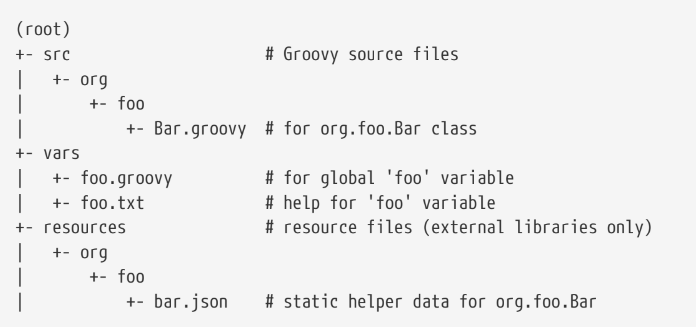 (root)
+- src                     # Groovy source files
|   +- org
|       +- foo
|           +- Bar.groovy  # for org.foo.Bar class
+- vars
|   +- foo.groovy          # for global 'foo' variable
|   +- foo.txt             # help for 'foo' variable
+- resources               # resource files (external libraries only)
|   +- org
|       +- foo
|           +- bar.json    # static helper data for org.foo.Bar